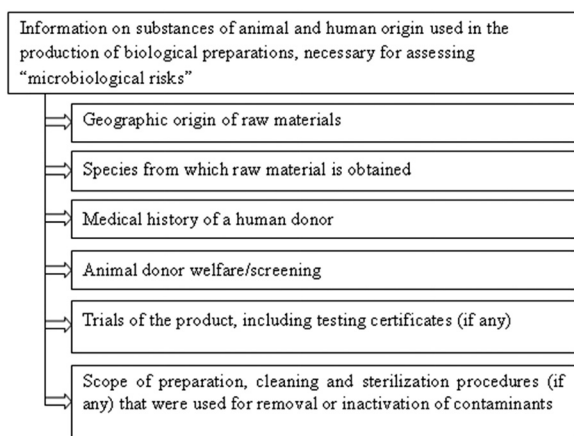 Information on substances of animal and human origin used in the
production of biological preparations, necessary for assessing
“microbiological risks”
Geographic origin of raw materials
Species from which raw material is obtained
Medical history of a human donor
Animal donor welfare/screening
Trials of the product, including testing certificates (if any)
Scope of preparation, cleaning and sterilization procedures (if
any) that were used for removal or inactivation of contaminants